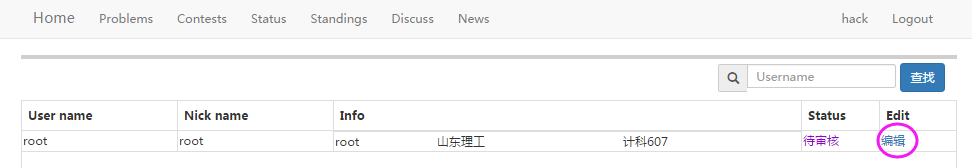 Home Problems Contests Status Standings Discuss News hack Logout
Username 查找
User name Nick name Info Status Edit
root root root 山东理工 计科607 待审核 编辑